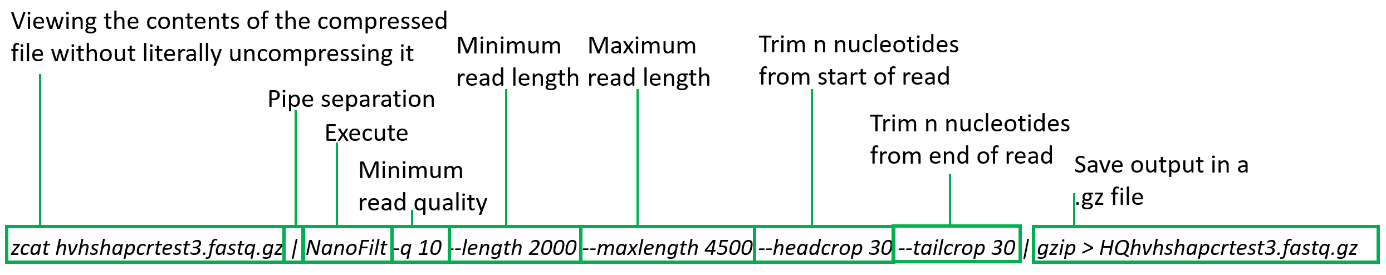 Viewing the contents of the compressed
file without literally uncompressing it
Pipe separation
Execute
Minimum
read quality
Minimum
read length
Maximum
read length
Trim n nucleotides
from start of read
Trim n nucleotides
from end of read
Save output in a
.gz file
zcat hvhshapcrtest3.fastq.gz | NanoFilt -q 10 --length 2000 --maxlength 4500 --headcrop 30 --tailcrop 30 | gzip > HQhvhshapcrtest3.fastq.gz